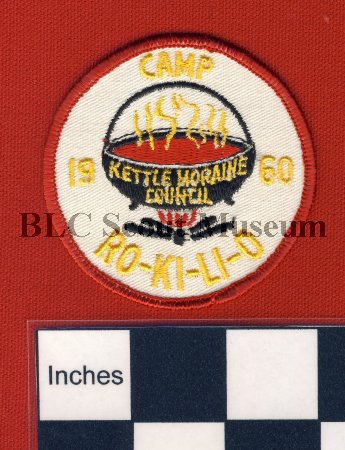 CAMP
19 60
KETTLE MORAINE
COUNCIL
BLC Scout Museum
RO-KI-LI-O
Inches